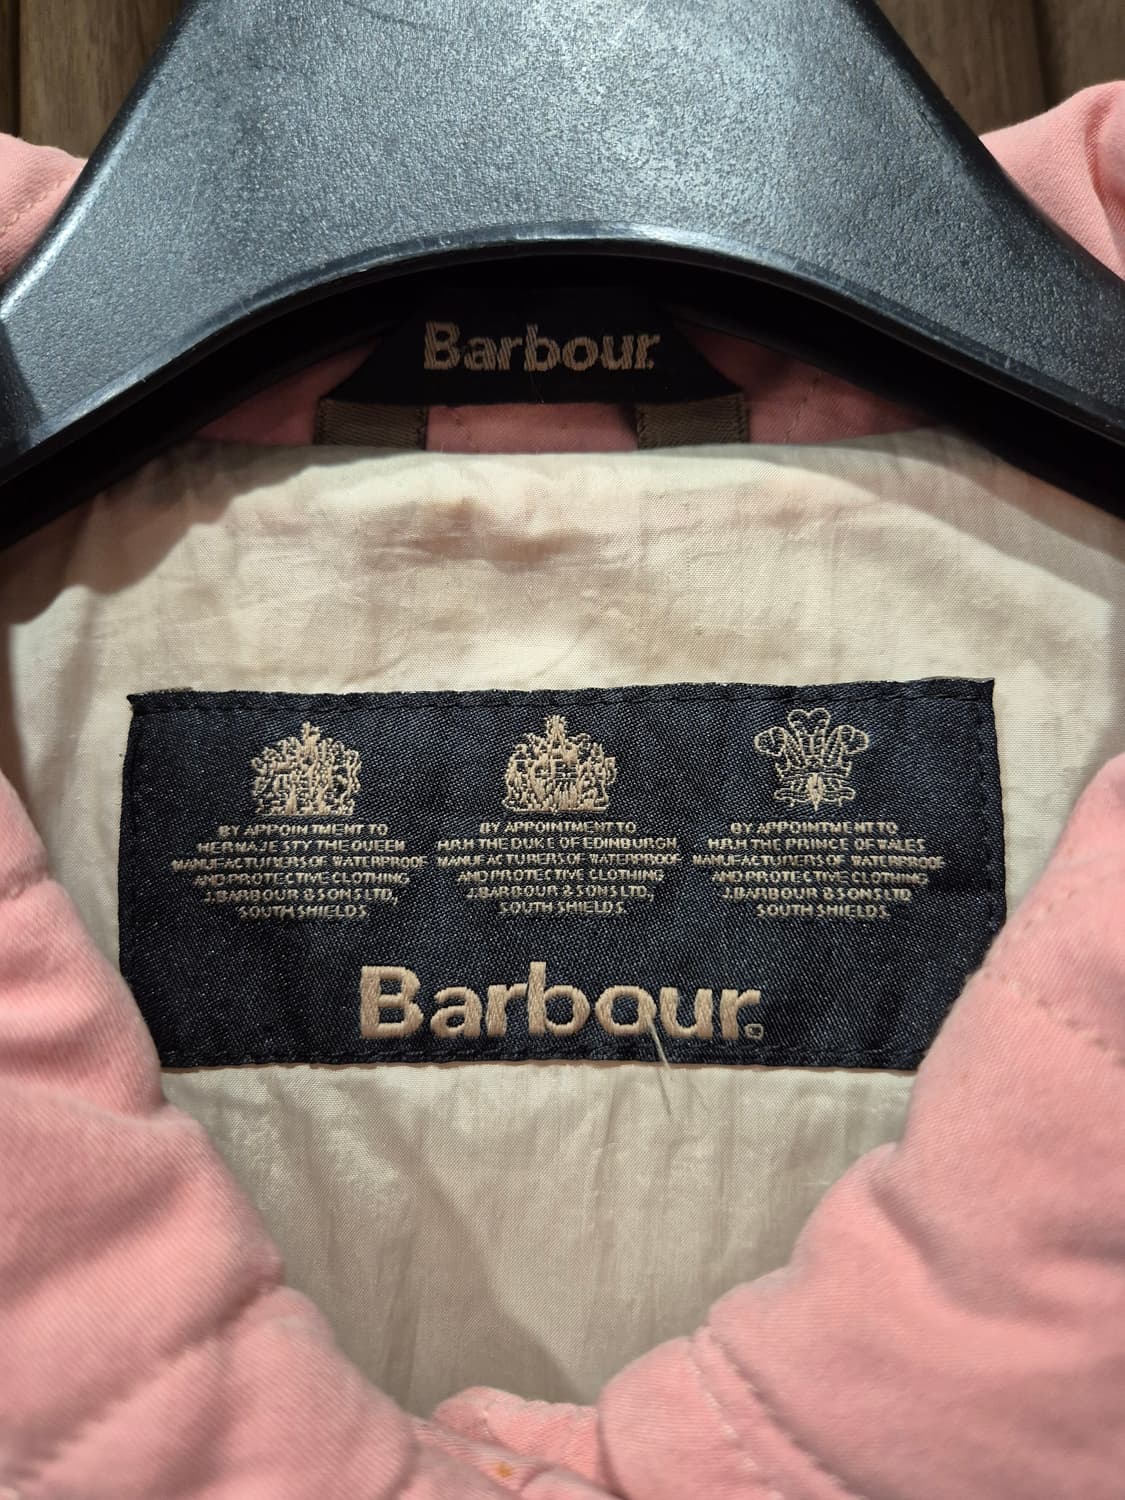 Barbour.
BY APPOINTMENT TO
HER MAJESTY THE QUEEN
MANUFACTURERS OF WATERPROOF
AND PROTECTIVE CLOTHING
J.BARBOUR & SONS LTD,
SOUTH SHIELDS.
BY APPOINTMENT TO
H.R.H THE DUKE OF EDINBURGH
MANUFACTURERS OF WATERPROOF
AND PROTECTIVE CLOTHING
J.BARBOUR & SONS LTD,
SOUTH SHIELDS.
BY APPOINTMENT TO
H.R.H THE PRINCE OF WALES
MANUFACTURERS OF WATERPROOF
AND PROTECTIVE CLOTHING
J.BARBOUR & SONS LTD
SOUTH SHIELDS.
Barbour.